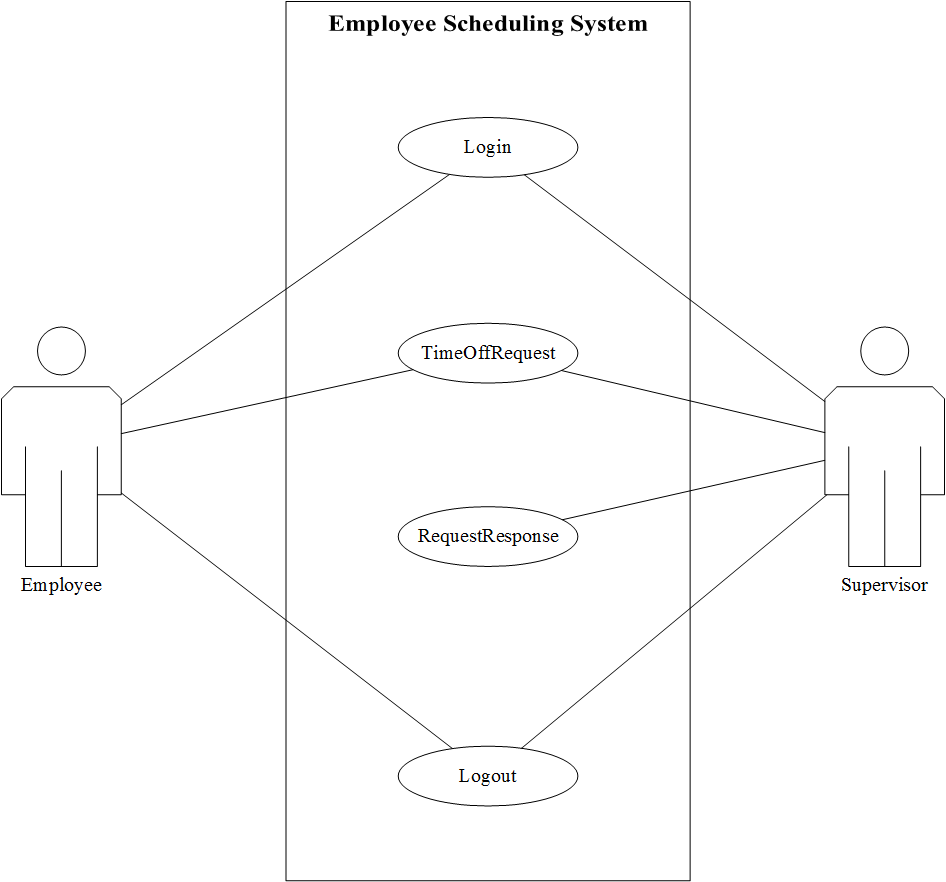 Employee Scheduling System
Login
TimeOffRequest
RequestResponse
Employee
Supervisor
Logout